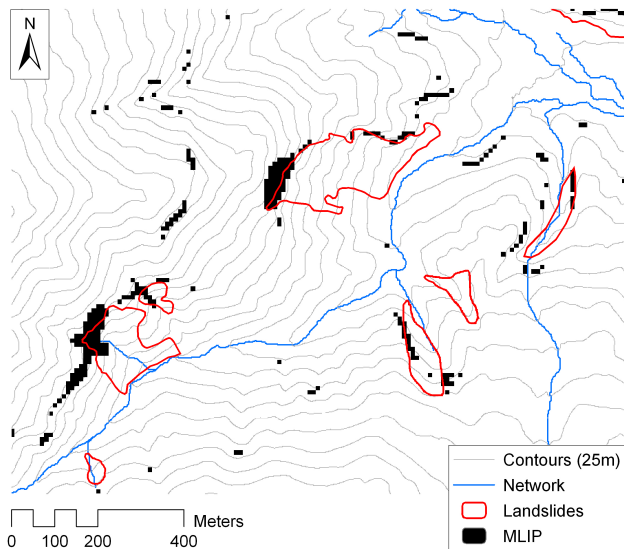 N
Contours (25m)
Network
Landslides
MLIP
Meters
0 100 200 400